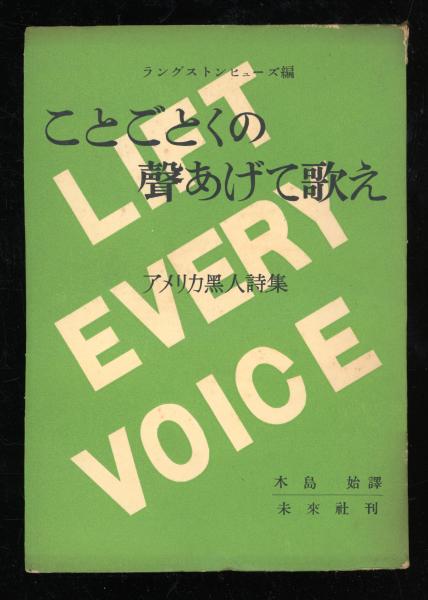 ラングストンヒューズ編
ことごとくの
聲あげて歌え
LIFT
EVERY
VOICE
アメリカ黑人詩集
木島 始譯
未來社刊